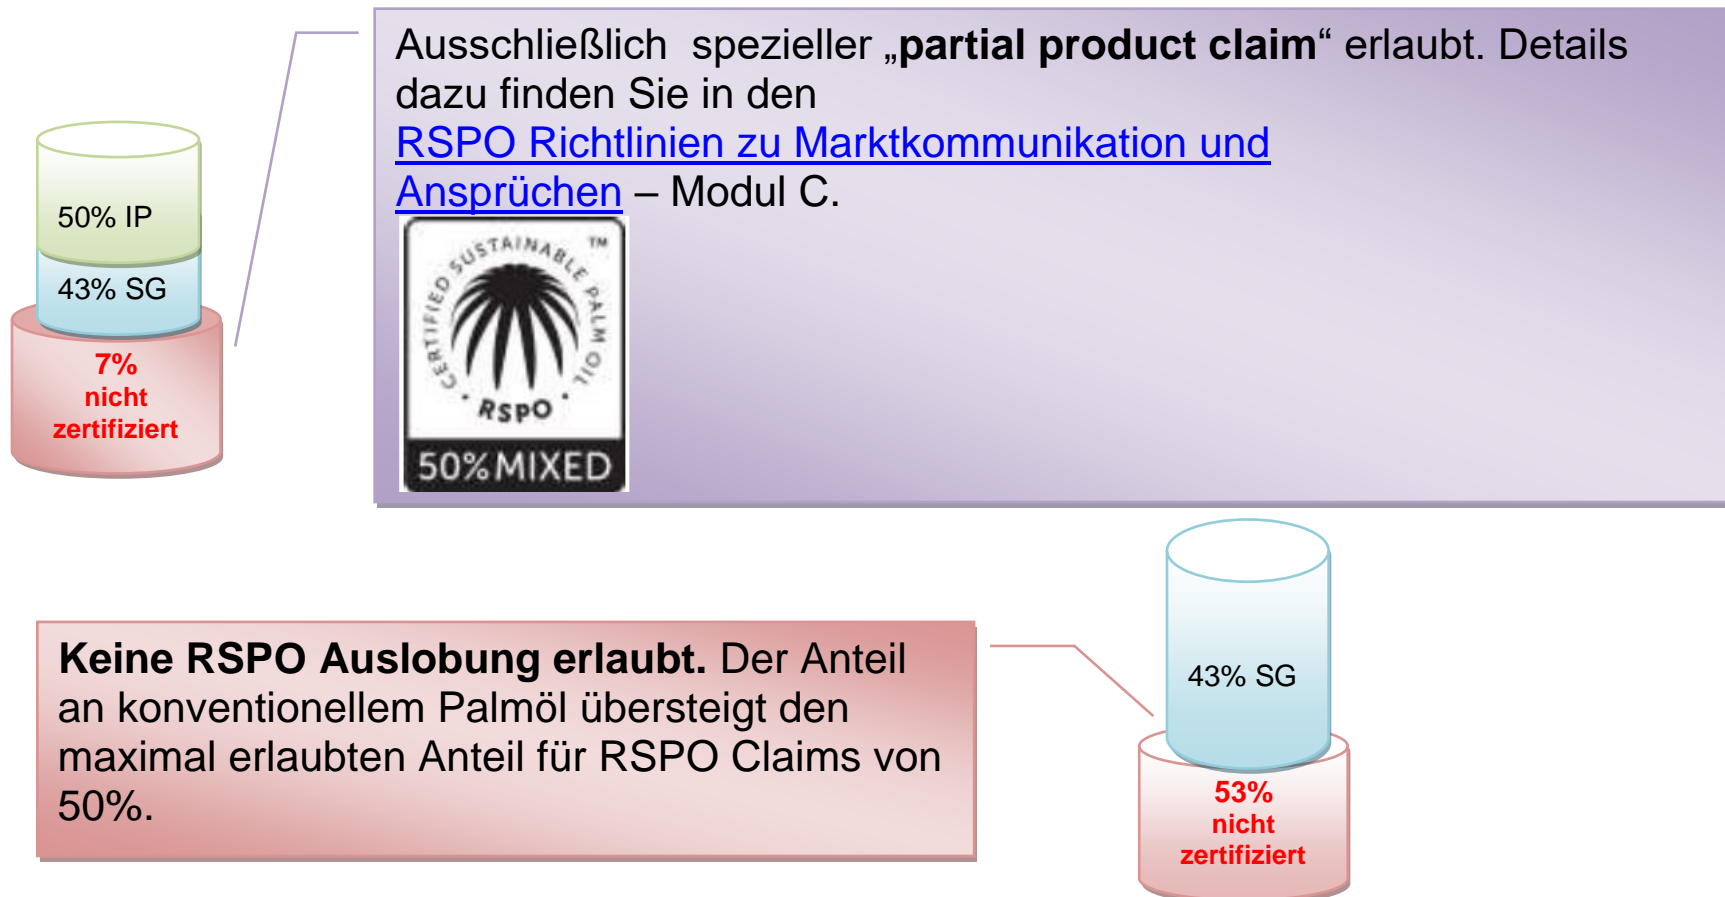 Ausschließlich  spezieller „partial product claim“ erlaubt. Details
dazu finden Sie in den
RSPO Richtlinien zu Marktkommunikation und
Ansprüchen – Modul C.
50% IP
43% SG
7%
nicht
zertifiziert
CERTIFIED SUSTAINABLE PALM OIL
TM
RSPO
50% MIXED
Keine RSPO Auslobung erlaubt. Der Anteil
an konventionellem Palmöl übersteigt den
maximal erlaubten Anteil für RSPO Claims von
50%.
43% SG
53%
nicht
zertifiziert